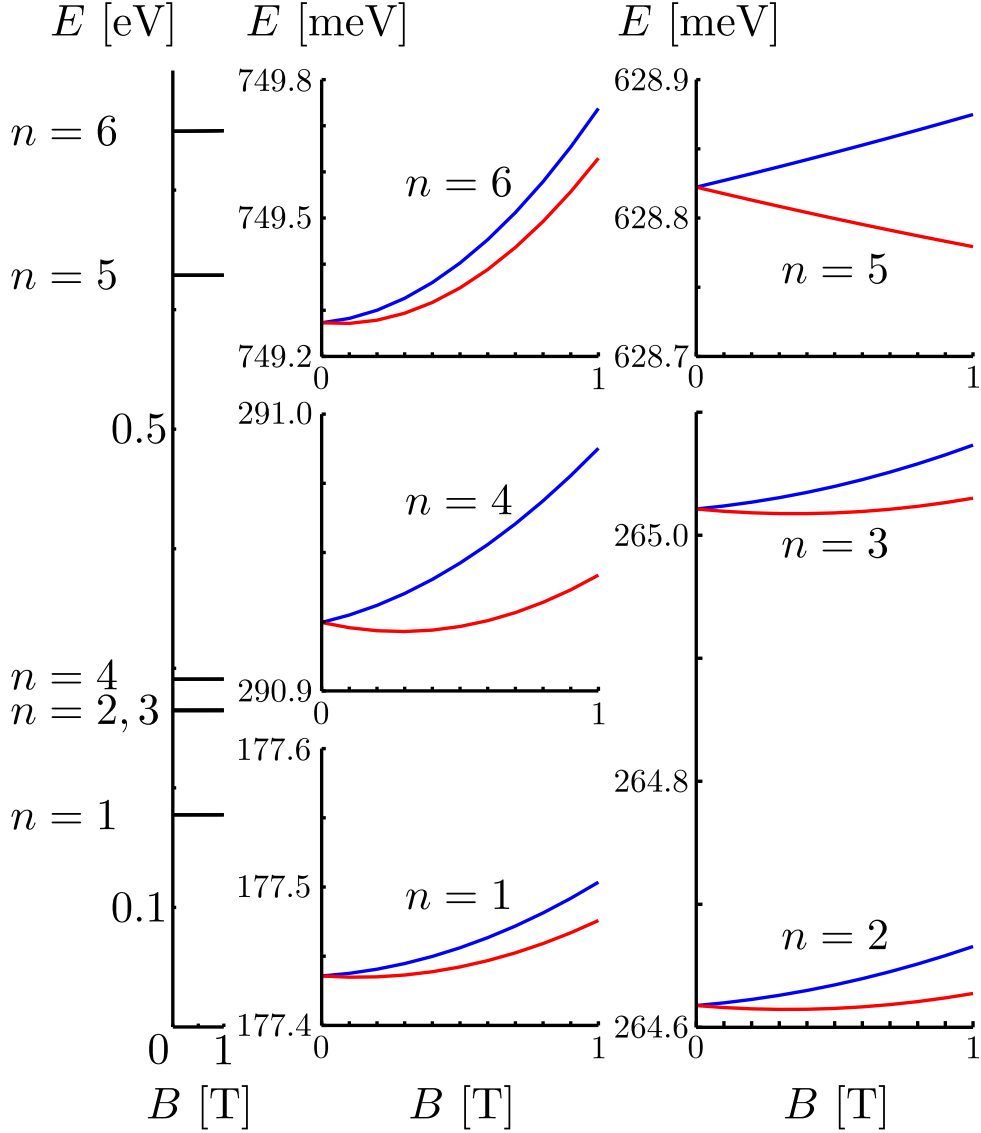 E [eV]
n = 6
n = 5
0.5
n = 4
n = 2, 3
n = 1
0.1
0
1
B [T]
E [meV]
749.8
n = 6
749.5
749.2
0
1
291.0
n = 4
290.9
0
1
177.6
177.5
n = 1
177.4
0
1
B [T]
E [meV]
628.9
628.8
n = 5
628.7
0
1
265.0
n = 3
264.8
n = 2
264.6
0
1
B [T]